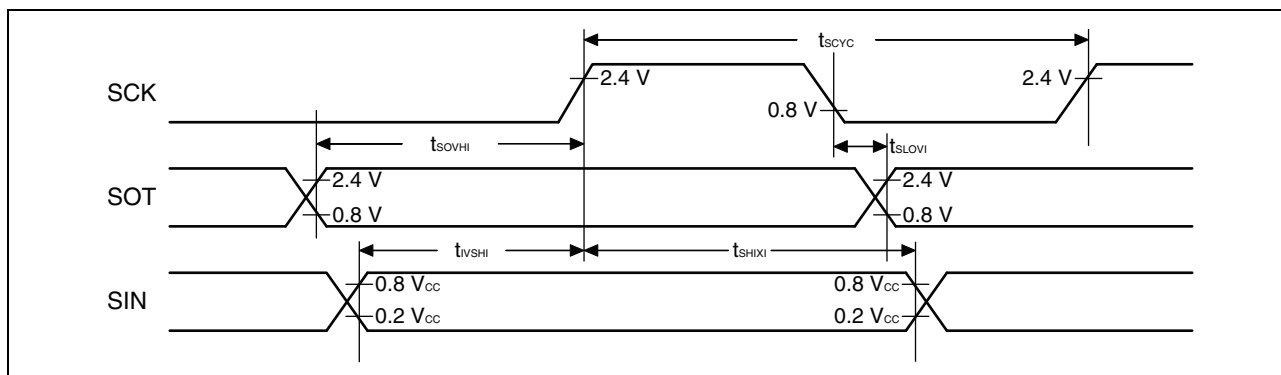 tSCYC
SCK
2.4 V
0.8 V
2.4 V
tSOVHI
tSLOVI
SOT
2.4 V
0.8 V
2.4 V
0.8 V
tIVSHI
tSHIXI
SIN
0.8 VCC
0.2 VCC
0.8 VCC
0.2 VCC